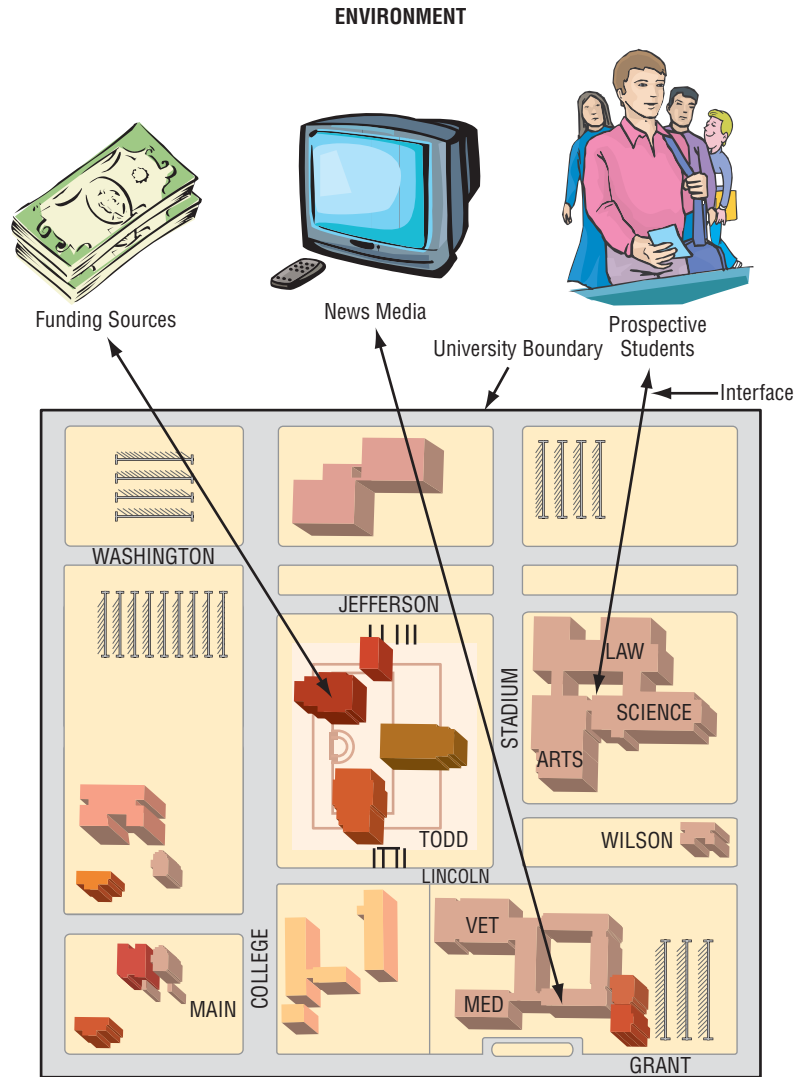 ENVIRONMENT
Funding Sources
News Media
Prospective
Students
University Boundary
Interface
WASHINGTON
JEFFERSON
STADIUM
LAW
SCIENCE
ARTS
TODD
WILSON
LINCOLN
COLLEGE
VET
MED
MAIN
GRANT